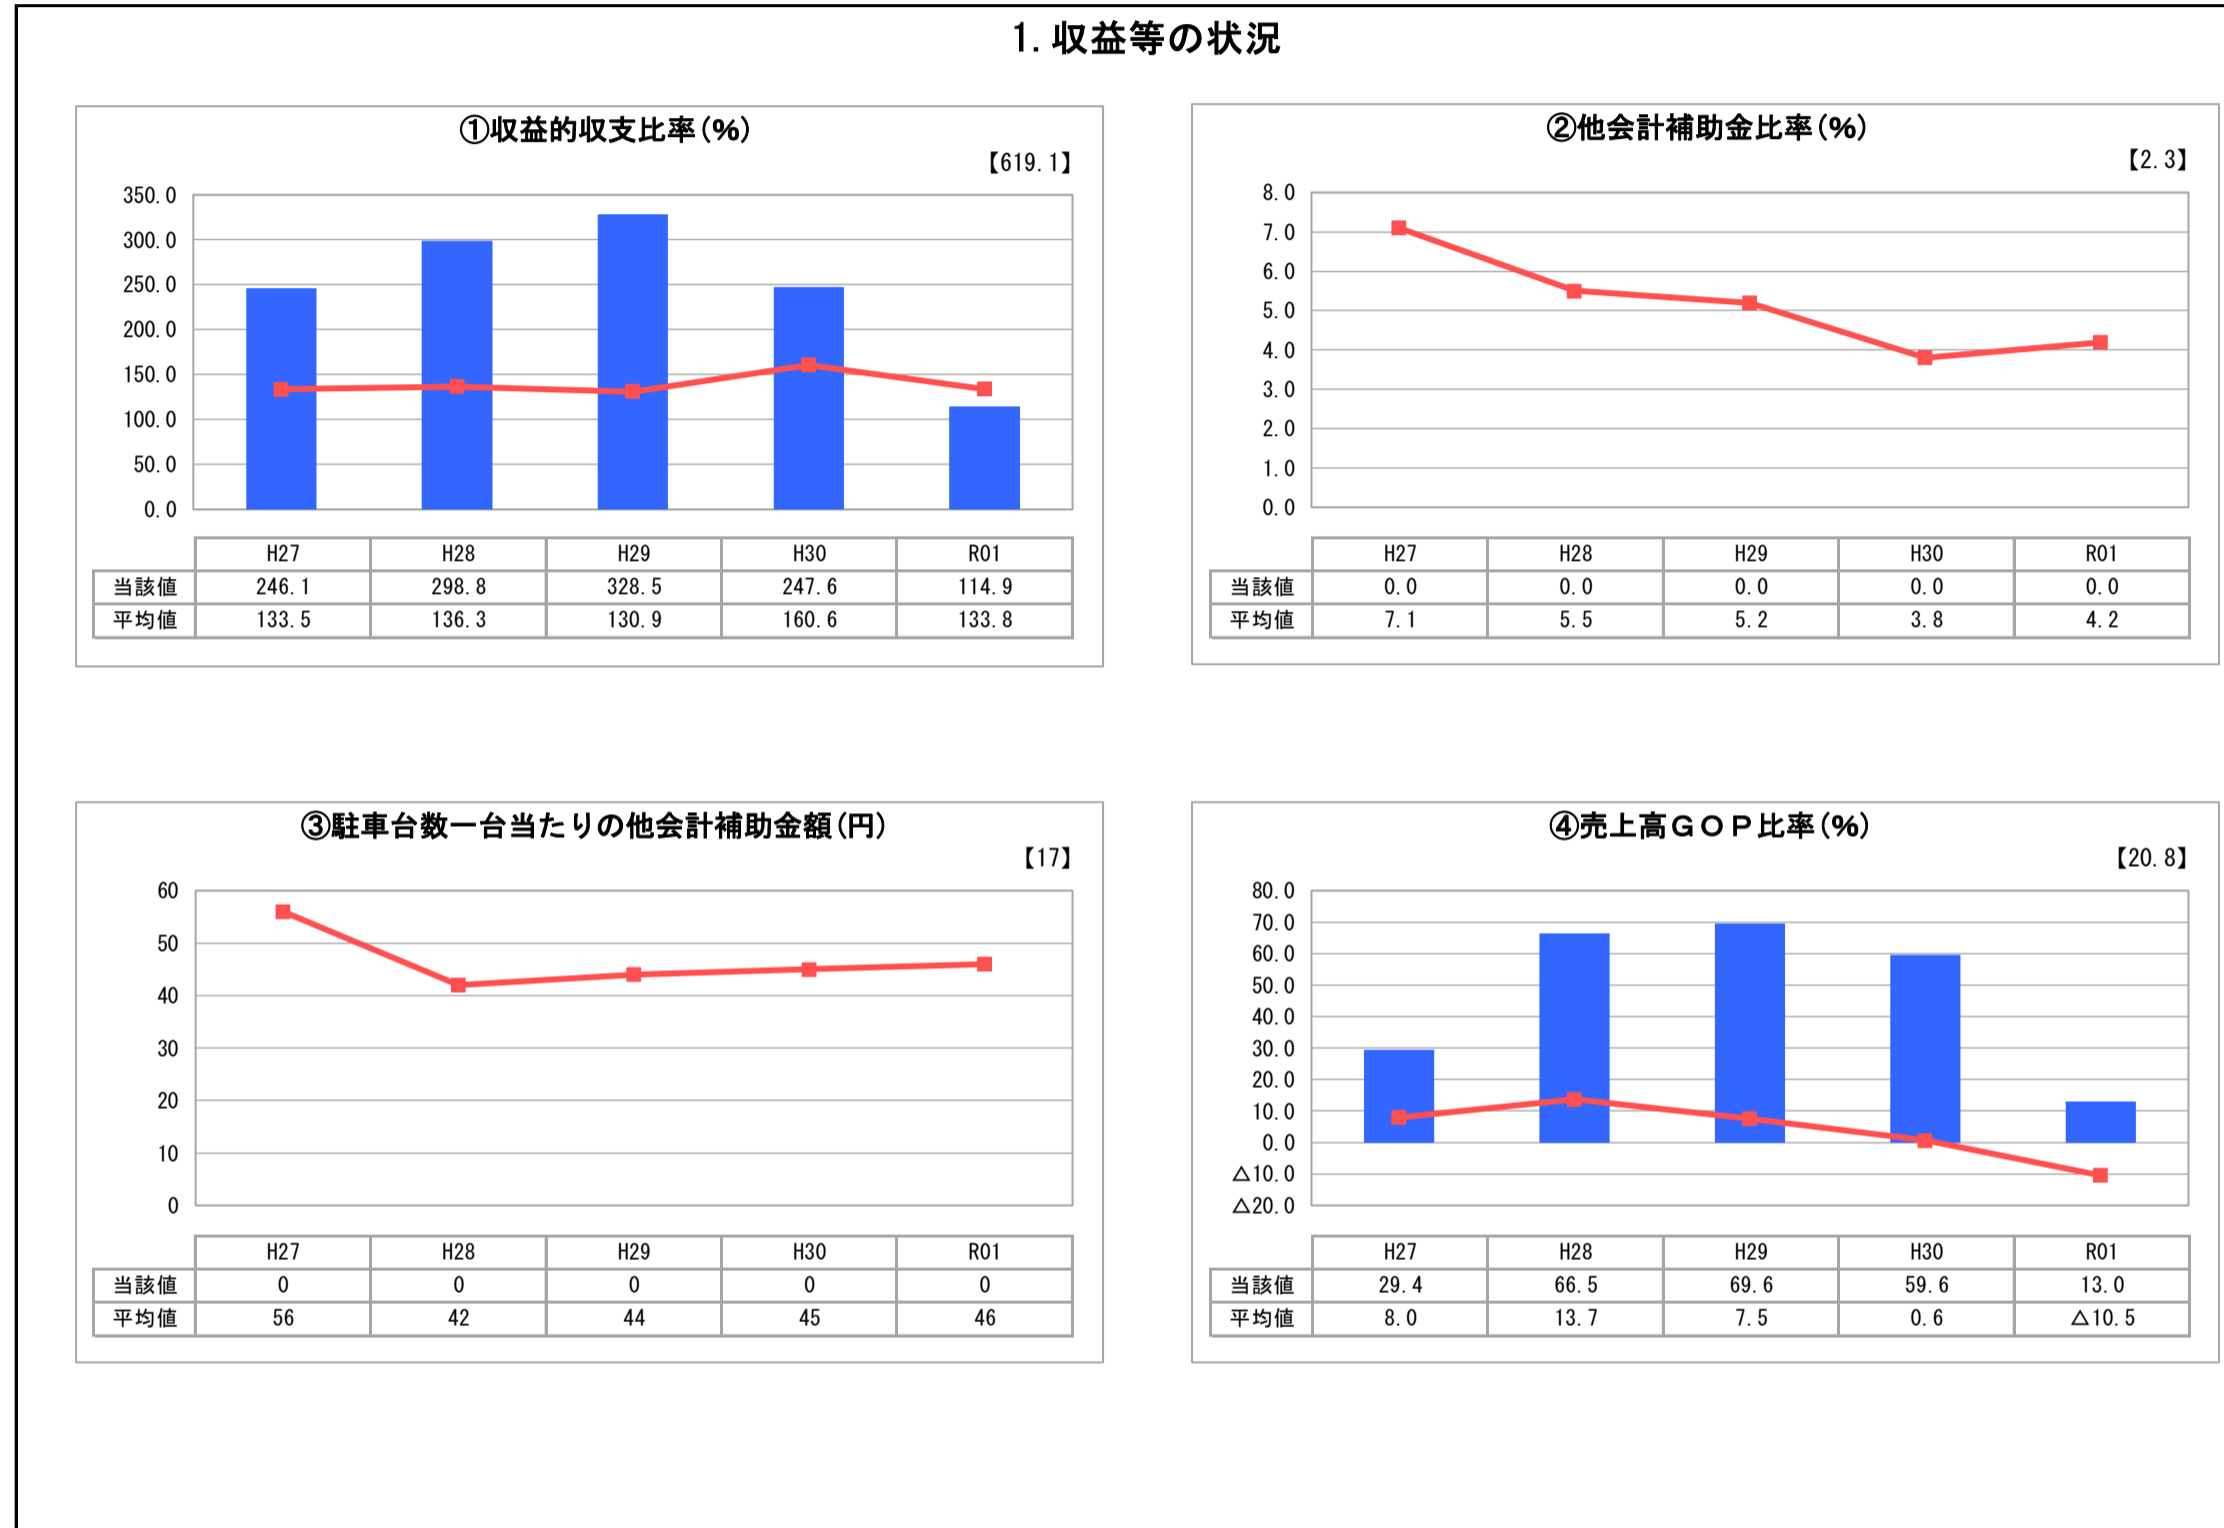 1. 収益等の状況
①収益的収支比率(%)
【619.1】
350.0
300.0
250.0
200.0
150.0
100.0
50.0
0.0
H27 H28 H29 H30 R01
当該値 246.1 298.8 328.5 247.6 114.9
平均値 133.5 136.3 130.9 160.6 133.8
②他会計補助金比率(%)
【2.3】
8.0
7.0
6.0
5.0
4.0
3.0
2.0
1.0
0.0
H27 H28 H29 H30 R01
当該値 0.0 0.0 0.0 0.0 0.0
平均値 7.1 5.5 5.2 3.8 4.2
③駐車台数一台当たりの他会計補助金額(円)
【17】
60
50
40
30
20
10
0
H27 H28 H29 H30 R01
当該値 0 0 0 0 0
平均値 56 42 44 45 46
④売上高ＧＯＰ比率(%)
【20.8】
80.0
70.0
60.0
50.0
40.0
30.0
20.0
10.0
0.0
△10.0
△20.0
H27 H28 H29 H30 R01
当該値 29.4 66.5 69.6 59.6 13.0
平均値 8.0 13.7 7.5 0.6 △10.5